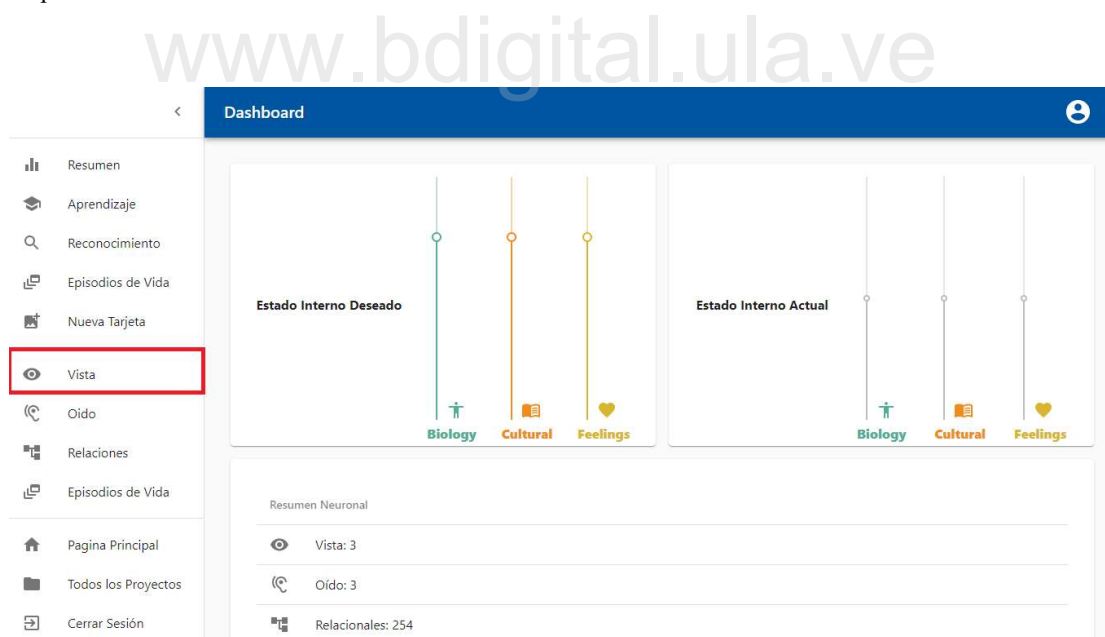 www.bdigital.ula.ve
Dashboard
Resumen
Aprendizaje
Reconocimiento
Episodios de Vida
Nueva Tarjeta
Vista
Oido
Relaciones
Episodios de Vida
Pagina Principal
Todos los Proyectos
Cerrar Sesión
Estado Interno Deseado
Biology Cultural Feelings
Estado Interno Actual
Biology Cultural Feelings
Resumen Neuronal
Vista: 3
Oído: 3
Relacionales: 254